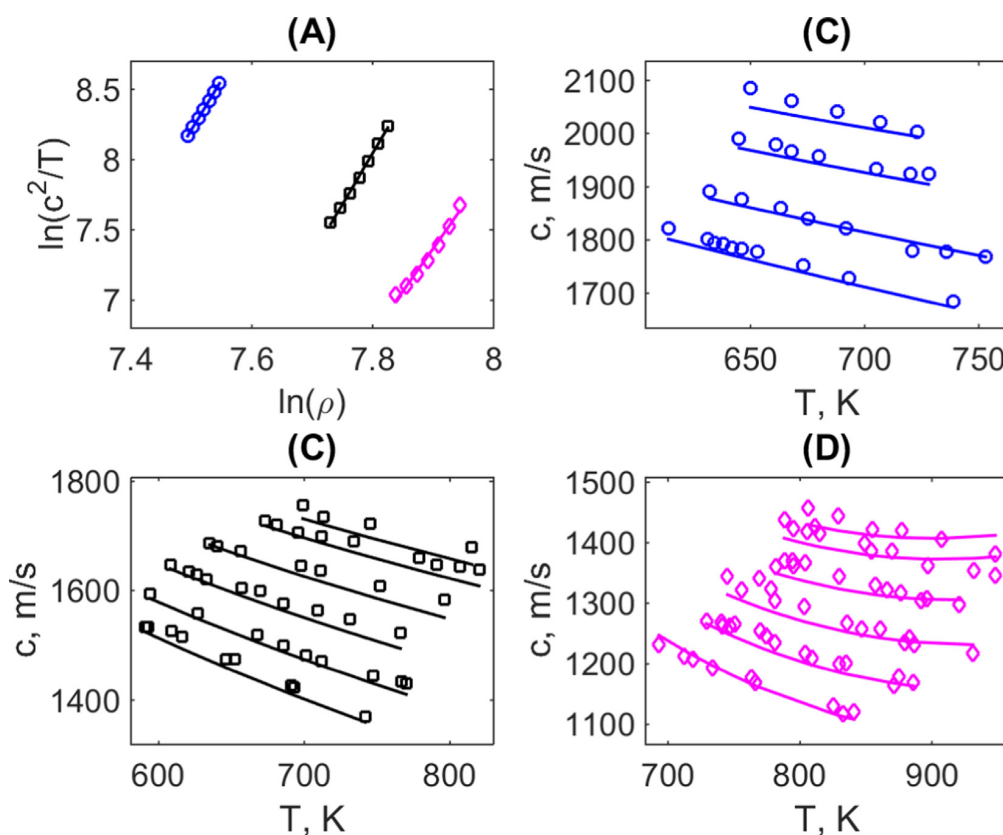 (A)
8.5
8
7.5
7
7.4
7.6
7.8
8
ln(c²/T)
ln(ρ)
(C)
2100
2000
1900
1800
1700
650
700
750
c, m/s
T, K
(C)
1800
1600
1400
600
700
800
c, m/s
T, K
(D)
1500
1400
1300
1200
1100
700
800
900
c, m/s
T, K